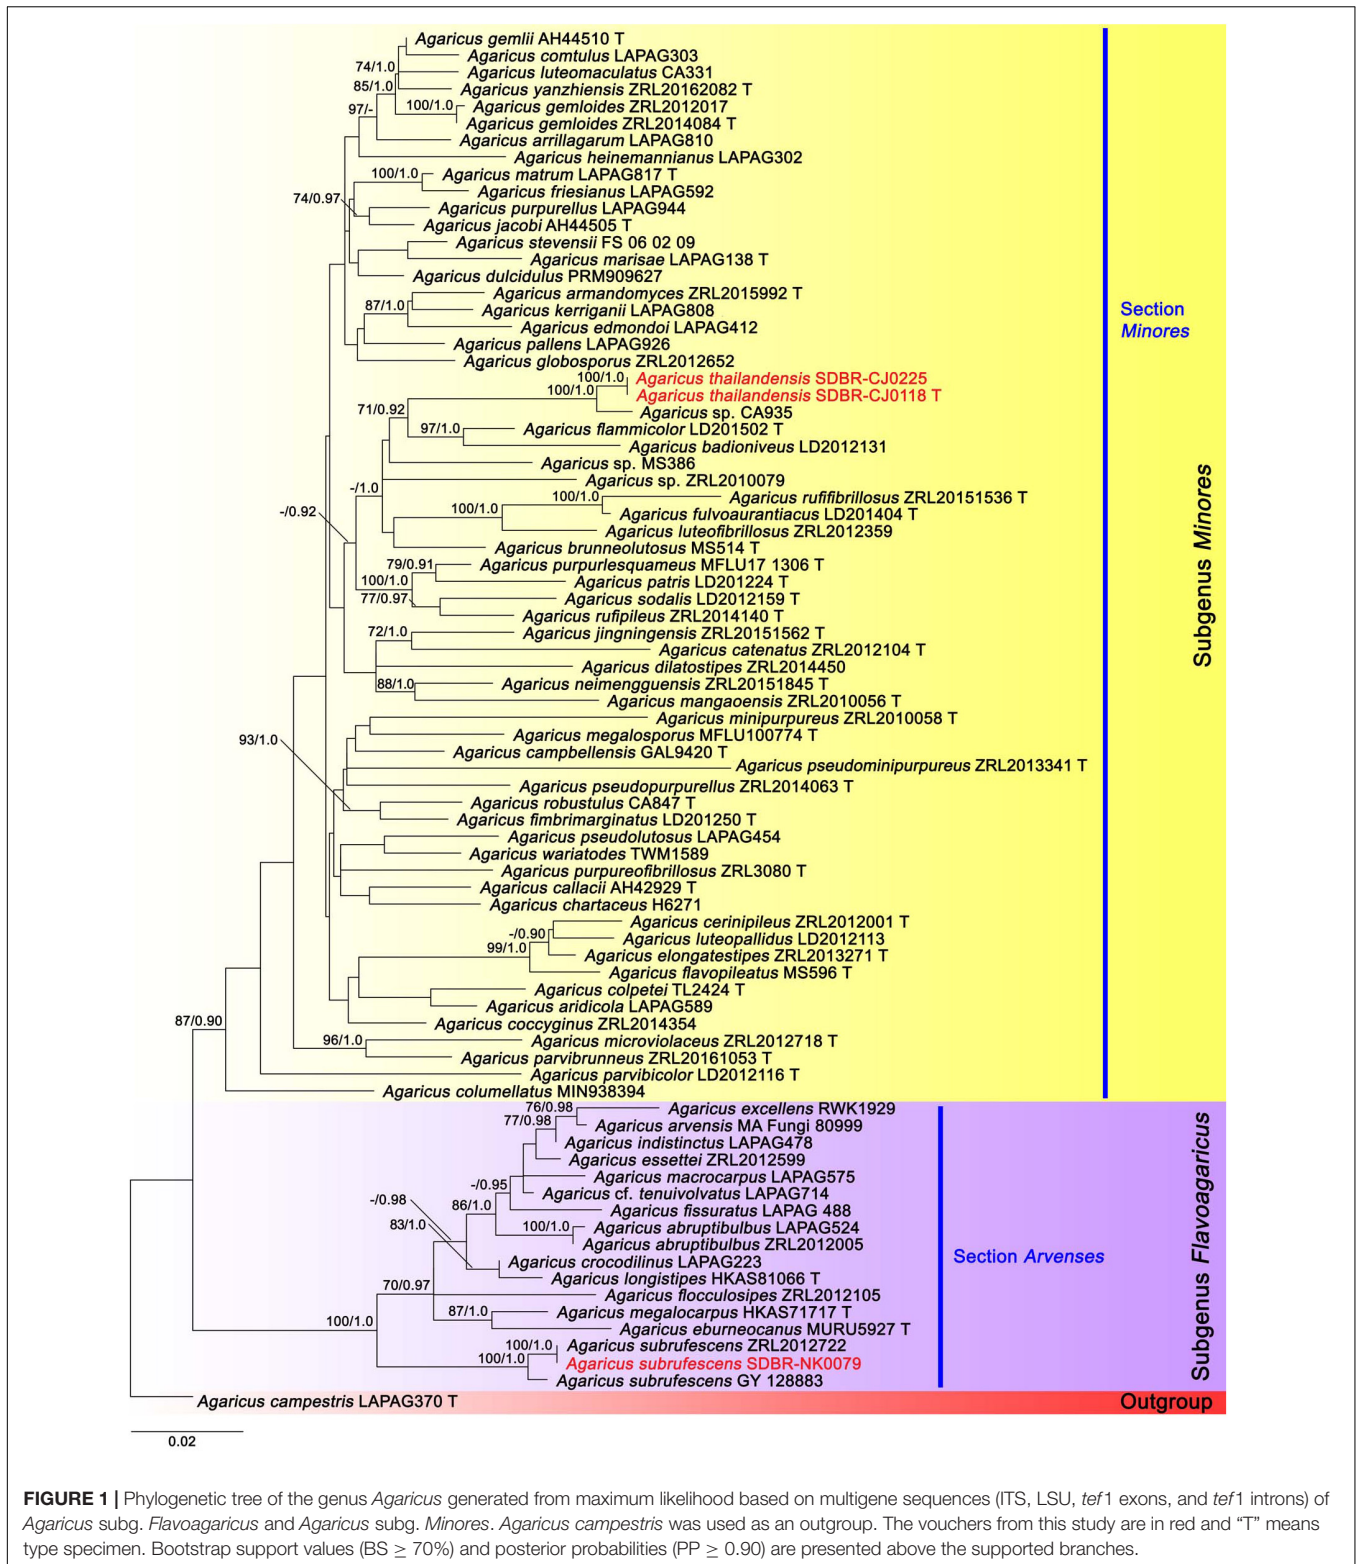 Agaricus gemlii AH44510 T
Agaricus comtulus LAPAG303
74/1.0
Agaricus luteomaculatus CA331
85/1.0
Agaricus yanzhiensis ZRL20162082 T
97/-
100/1.0
Agaricus gemloides ZRL2012017
Agaricus gemloides ZRL2014084 T
Agaricus arrillagarum LAPAG810
Agaricus heinemannianus LAPAG302
100/1.0
Agaricus matrum LAPAG817 T
Agaricus friesianus LAPAG592
74/0.97
Agaricus purpurellus LAPAG944
Agaricus jacobi AH44505 T
Agaricus stevensii FS 06 02 09
Agaricus marisae LAPAG138 T
Agaricus dulcidulus PRM909627
Agaricus armandomyces ZRL2015992 T
87/1.0
Agaricus kerriganii LAPAG808
Agaricus edmondoi LAPAG412
Agaricus pallens LAPAG926
Agaricus globosporus ZRL2012652
100/1.0
Agaricus thailandensis SDBR-CJ0225
100/1.0
Agaricus thailandensis SDBR-CJ0118 T
71/0.92
Agaricus sp. CA935
97/1.0
Agaricus flammicolor LD201502 T
Agaricus badioniveus LD2012131
Agaricus sp. MS386
Agaricus sp. ZRL2010079
-/1.0
100/1.0
Agaricus rufifibrillosus ZRL20151536 T
-/0.92
100/1.0
Agaricus fulvoaurantiacus LD201404 T
Agaricus luteofibrillosus ZRL2012359
Agaricus brunneolutosus MS514 T
79/0.91
Agaricus purpurlesquameus MFLU17 1306 T
100/1.0
Agaricus patris LD201224 T
77/0.97
Agaricus sodalis LD2012159 T
Agaricus rufipileus ZRL2014140 T
72/1.0
Agaricus jingningensis ZRL20151562 T
Agaricus catenatus ZRL2012104 T
Agaricus dilatostipes ZRL2014450
88/1.0
Agaricus neimengguensis ZRL20151845 T
Agaricus mangaoensis ZRL2010056 T
Agaricus minipurpureus ZRL2010058 T
93/1.0
Agaricus megalosporus MFLU100774 T
Agaricus campbellensis GAL9420 T
Agaricus pseudominipurpureus ZRL2013341 T
Agaricus pseudopurpurellus ZRL2014063 T
Agaricus robustulus CA847 T
Agaricus fimbrimarginatus LD201250 T
Agaricus pseudolutosus LAPAG454
Agaricus wariatodes TWM1589
Agaricus purpureofibrillosus ZRL3080 T
Agaricus callacii AH42929 T
Agaricus chartaceus H6271
Agaricus cerinipileus ZRL2012001 T
-/0.90
Agaricus luteopallidus LD2012113
99/1.0
Agaricus elongatestipes ZRL2013271 T
Agaricus flavopileatus MS596 T
Agaricus colpetei TL2424 T
Agaricus aridicola LAPAG589
87/0.90
Agaricus coccyginus ZRL2014354
96/1.0
Agaricus microviolaceus ZRL2012718 T
Agaricus parvibrunneus ZRL20161053 T
Agaricus parvibicolor LD2012116 T
Agaricus columellatus MIN938394
Section
Minores
Subgenus Minores
76/0.98
Agaricus excellens RWK1929
77/0.98
Agaricus arvensis MA Fungi 80999
Agaricus indistinctus LAPAG478
Agaricus essettei ZRL2012599
Agaricus macrocarpus LAPAG575
-/0.95
Agaricus cf. tenuivolvatus LAPAG714
-/0.98
86/1.0
Agaricus fissuratus LAPAG 488
83/1.0
100/1.0
Agaricus abruptibulbus LAPAG524
Agaricus abruptibulbus ZRL2012005
Agaricus crocodilinus LAPAG223
Agaricus longistipes HKAS81066 T
70/0.97
Agaricus flocculosipes ZRL2012105
87/1.0
Agaricus megalocarpus HKAS71717 T
100/1.0
Agaricus eburneocanus MURU5927 T
100/1.0
Agaricus subrufescens ZRL2012722
100/1.0
Agaricus subrufescens SDBR-NK0079
Agaricus subrufescens GY 128883
Section Arvenses
Subgenus Flavoagaricus
Agaricus campestris LAPAG370 T
Outgroup
0.02
FIGURE 1 | Phylogenetic tree of the genus Agaricus generated from maximum likelihood based on multigene sequences (ITS, LSU, tef1 exons, and tef1 introns) of
Agaricus subg. Flavoagaricus and Agaricus subg. Minores. Agaricus campestris was used as an outgroup. The vouchers from this study are in red and “T” means
type specimen. Bootstrap support values (BS ≥ 70%) and posterior probabilities (PP ≥ 0.90) are presented above the supported branches.